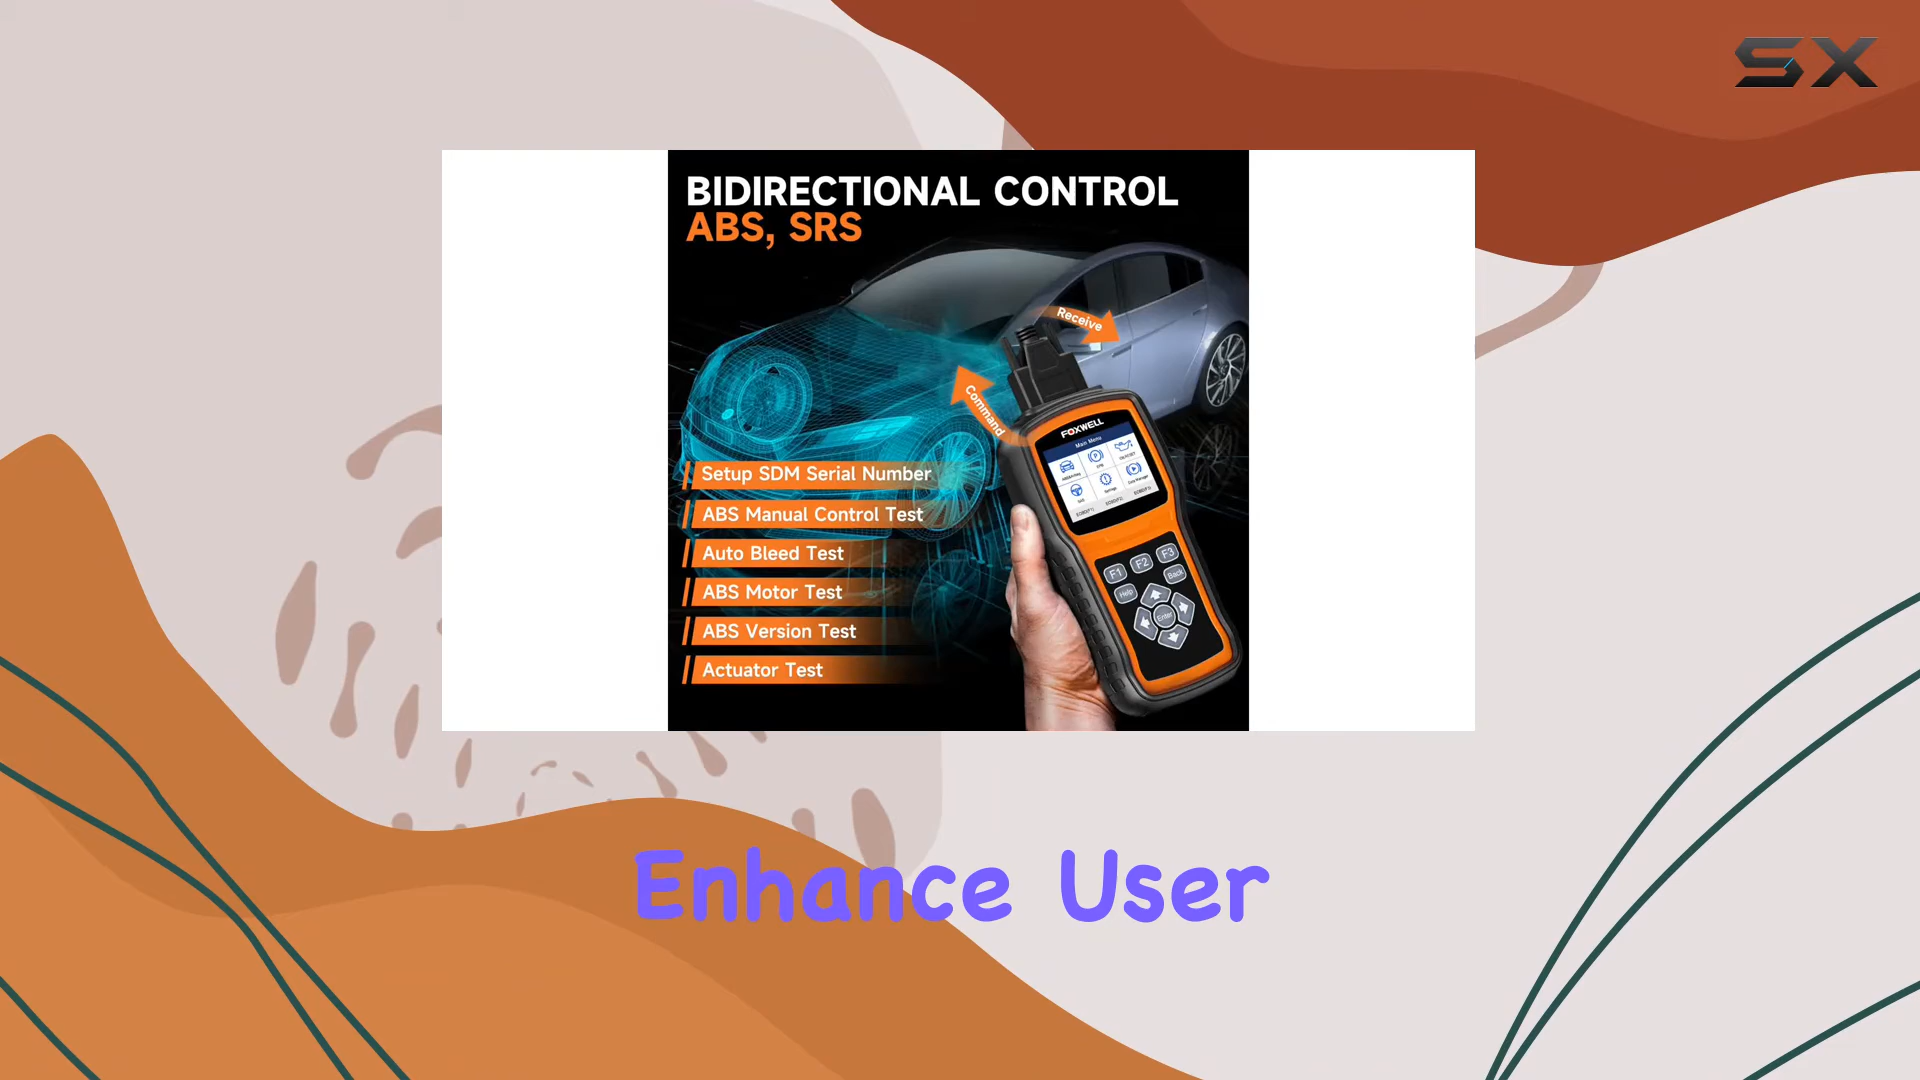 SX
BIDIRECTIONAL CONTROL
ABS, SRS
Receive
Command
FOXWELL
Main Menu
Setup SDM Serial Number
ABS Manual Control Test
Auto Bleed Test
ABS Motor Test
ABS Version Test
Actuator Test
F1 F2 F3
Help Back
Enter
Enhance User